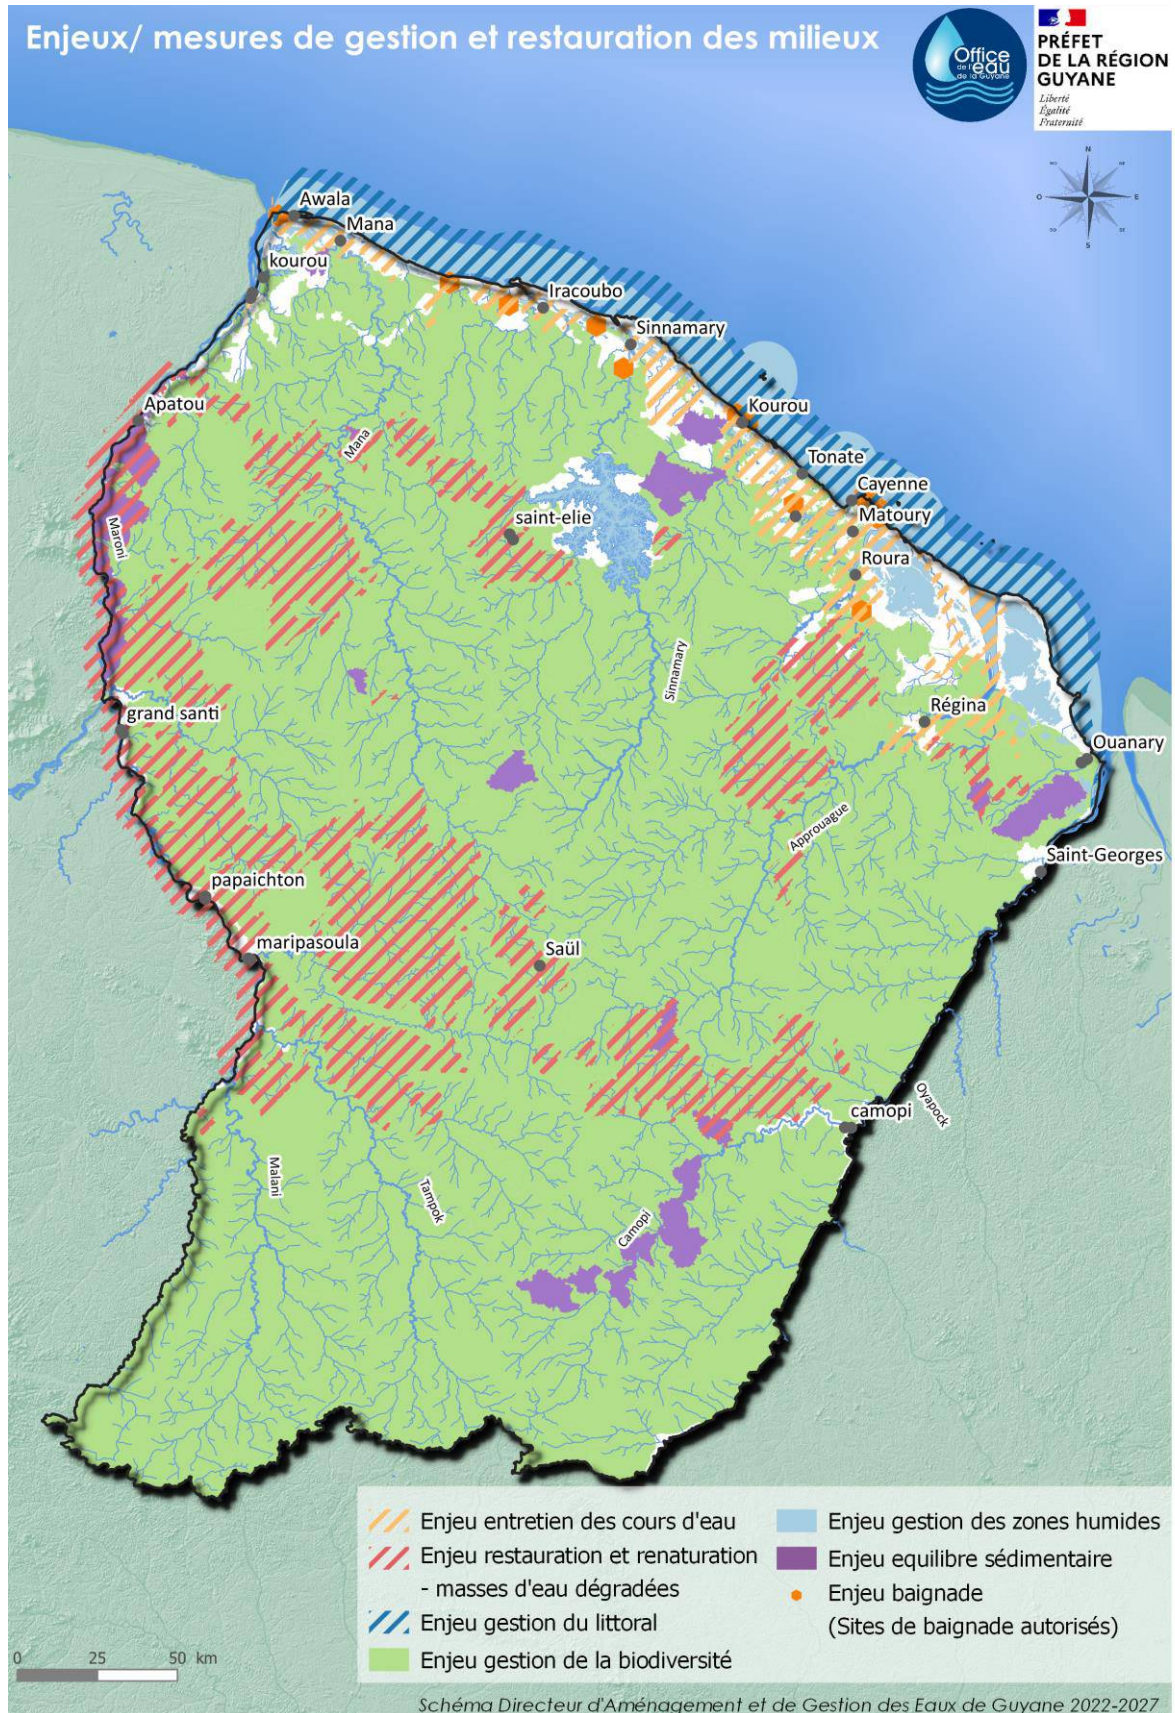 Enjeux/ mesures de gestion et restauration des milieux
Office
de l'eau
de la Guyane
PRÉFET
DE LA RÉGION
GUYANE
Liberté
Égalité
Fraternité
N
NO
NE
O
E
SO
SE
S
Awala
Mana
kourou
Iracoubo
Sinnamary
Apatou
Kourou
Mana
Tonate
Cayenne
saint-elie
Matoury
Maroni
Roura
Sinnamary
grand santi
Régina
Ouanary
Approuague
Saint-Georges
papaichton
maripasoula
Saül
Oyapock
camopi
Malani
Tampok
Camopi
Enjeu entretien des cours d'eau
Enjeu restauration et renaturation
- masses d'eau dégradées
Enjeu gestion du littoral
Enjeu gestion de la biodiversité
Enjeu gestion des zones humides
Enjeu equilibre sédimentaire
Enjeu baignade
(Sites de baignade autorisés)
0 25 50 km
Schéma Directeur d'Aménagement et de Gestion des Eaux de Guyane 2022-2027